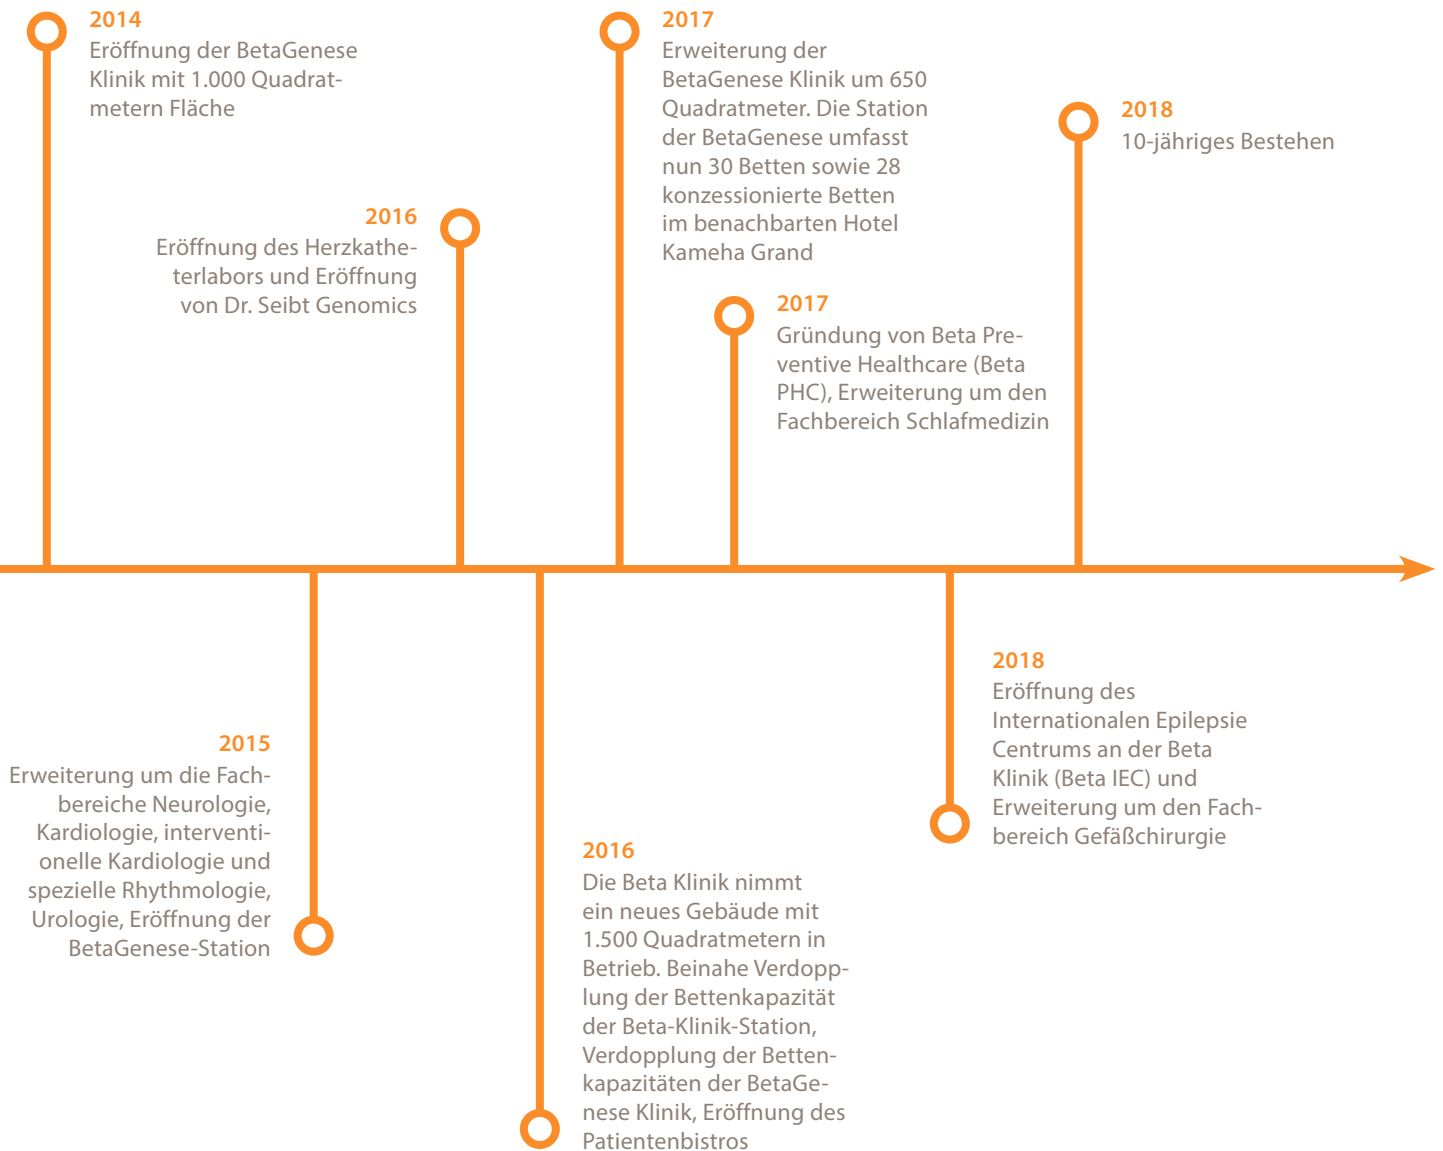 2014
Eröffnung der BetaGenese
Klinik mit 1.000 Quadrat-
metern Fläche
2015
Erweiterung um die Fach-
bereiche Neurologie,
Kardiologie, interventi-
onelle Kardiologie und
spezielle Rhythmologie,
Urologie, Eröffnung der
BetaGenese-Station
2016
Eröffnung des Herzkathe-
terlabors und Eröffnung
von Dr. Seibt Genomics
2016
Die Beta Klinik nimmt
ein neues Gebäude mit
1.500 Quadratmetern in
Betrieb. Beinahe Verdopp-
lung der Bettenkapazität
der Beta-Klinik-Station,
Verdopplung der Betten-
kapazitäten der BetaGe-
nese Klinik, Eröffnung des
Patientenbistros
2017
Erweiterung der
BetaGenese Klinik um 650
Quadratmeter. Die Station
der BetaGenese umfasst
nun 30 Betten sowie 28
konzessionierte Betten
im benachbarten Hotel
Kameha Grand
2017
Gründung von Beta Pre-
ventive Healthcare (Beta
PHC), Erweiterung um den
Fachbereich Schlafmedizin
2018
Eröffnung des
Internationalen Epilepsie
Centrums an der Beta
Klinik (Beta IEC) und
Erweiterung um den Fach-
bereich Gefäßchirurgie
2018
10-jähriges Bestehen